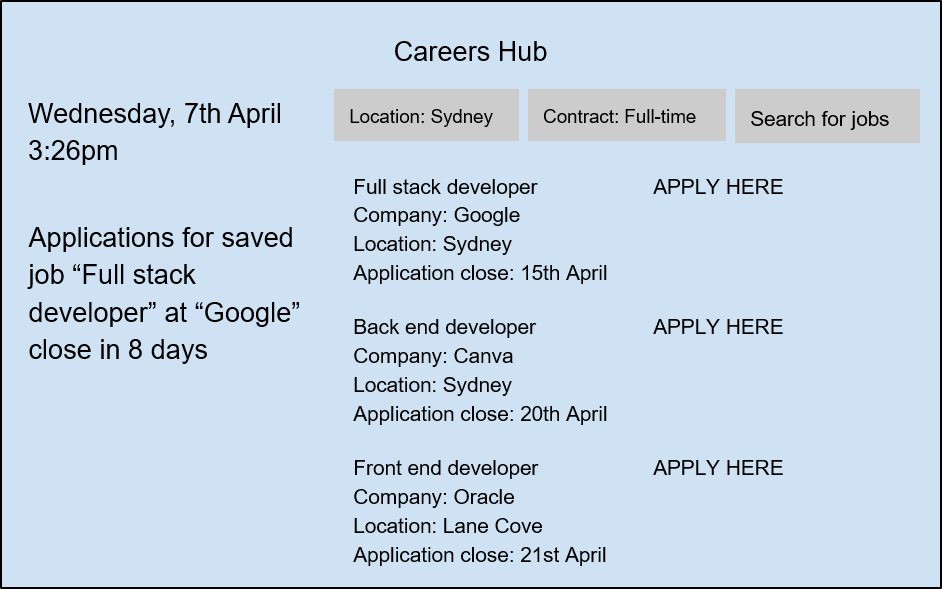 Careers Hub
Wednesday, 7th April
3:26pm
Applications for saved
job “Full stack
developer” at “Google”
close in 8 days
Location: Sydney
Contract: Full-time
Search for jobs
Full stack developer
APPLY HERE
Company: Google
Location: Sydney
Application close: 15th April
Back end developer
APPLY HERE
Company: Canva
Location: Sydney
Application close: 20th April
Front end developer
APPLY HERE
Company: Oracle
Location: Lane Cove
Application close: 21st April